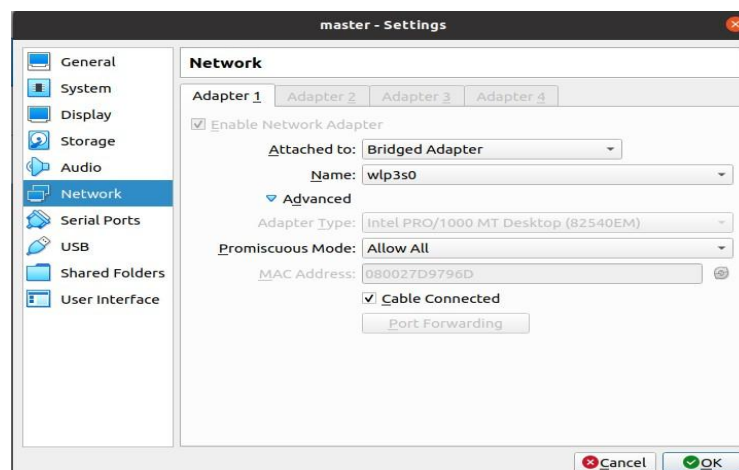 master - Settings
General
System
Display
Storage
Audio
Network
Serial Ports
USB
Shared Folders
User Interface
Network
Adapter 1 Adapter 2 Adapter 3 Adapter 4
Enable Network Adapter
Attached to: Bridged Adapter
Name: wlp3s0
Advanced
Adapter Type: Intel PRO/1000 MT Desktop (82540EM)
Promiscuous Mode: Allow All
MAC Address: 080027D9796D
Cable Connected
Port Forwarding
Cancel OK